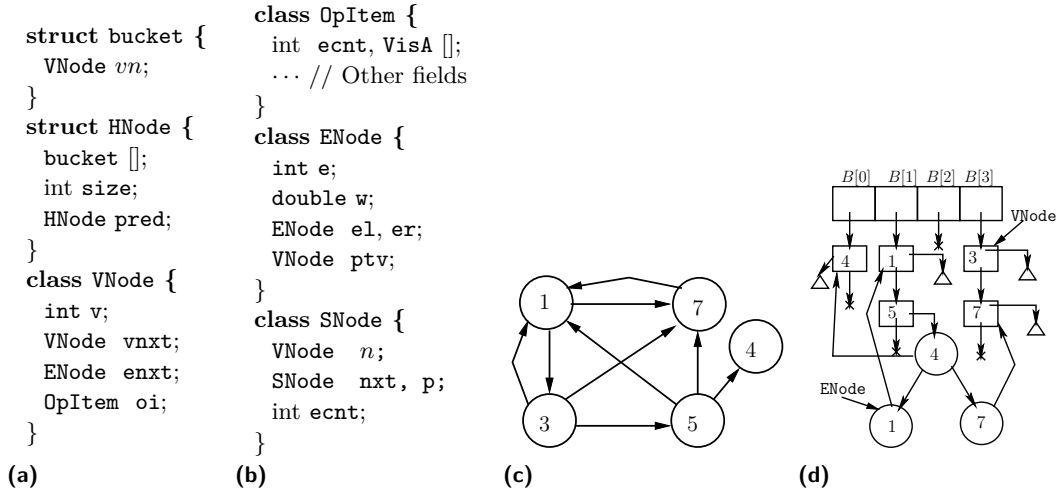 struct bucket {
VNode vn;
}
struct HNode {
bucket [];
int size;
HNode pred;
}
class VNode {
int v;
VNode vnxt;
ENode enxt;
OpItem oi;
}
(a)
class OpItem {
int ecnt, VisA [];
··· // Other fields
}
class ENode {
int e;
double w;
ENode el, er;
VNode ptv;
}
class SNode {
VNode n;
SNode nxt, p;
int ecnt;
}
(b)
1
7
4
3
5
(c)
B[0] B[1] B[2] B[3]
VNode
4
1
3
5
7
4
ENode
1
7
(d)